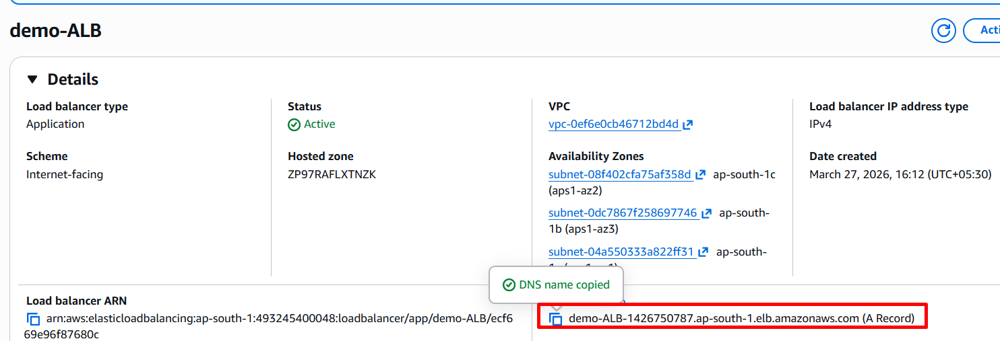 demo-ALB
Acti
Details
Load balancer type
Application
Status
Active
VPC
vpc-0ef6e0cb46712bd4d
Load balancer IP address type
IPv4
Scheme
Internet-facing
Hosted zone
ZP97RAFLXTNZK
Availability Zones
subnet-08f402cfa75af358d ap-south-1c
(aps1-az2)
subnet-0dc7867f258697746 ap-south-
1b (aps1-az3)
subnet-04a550333a822ff31 ap-south-
Date created
March 27, 2026, 16:12 (UTC+05:30)
DNS name copied
Load balancer ARN
arn:aws:elasticloadbalancing:ap-south-1:493245400048:loadbalancer/app/demo-ALB/ecf6
69e96f87680c
demo-ALB-1426750787.ap-south-1.elb.amazonaws.com (A Record)